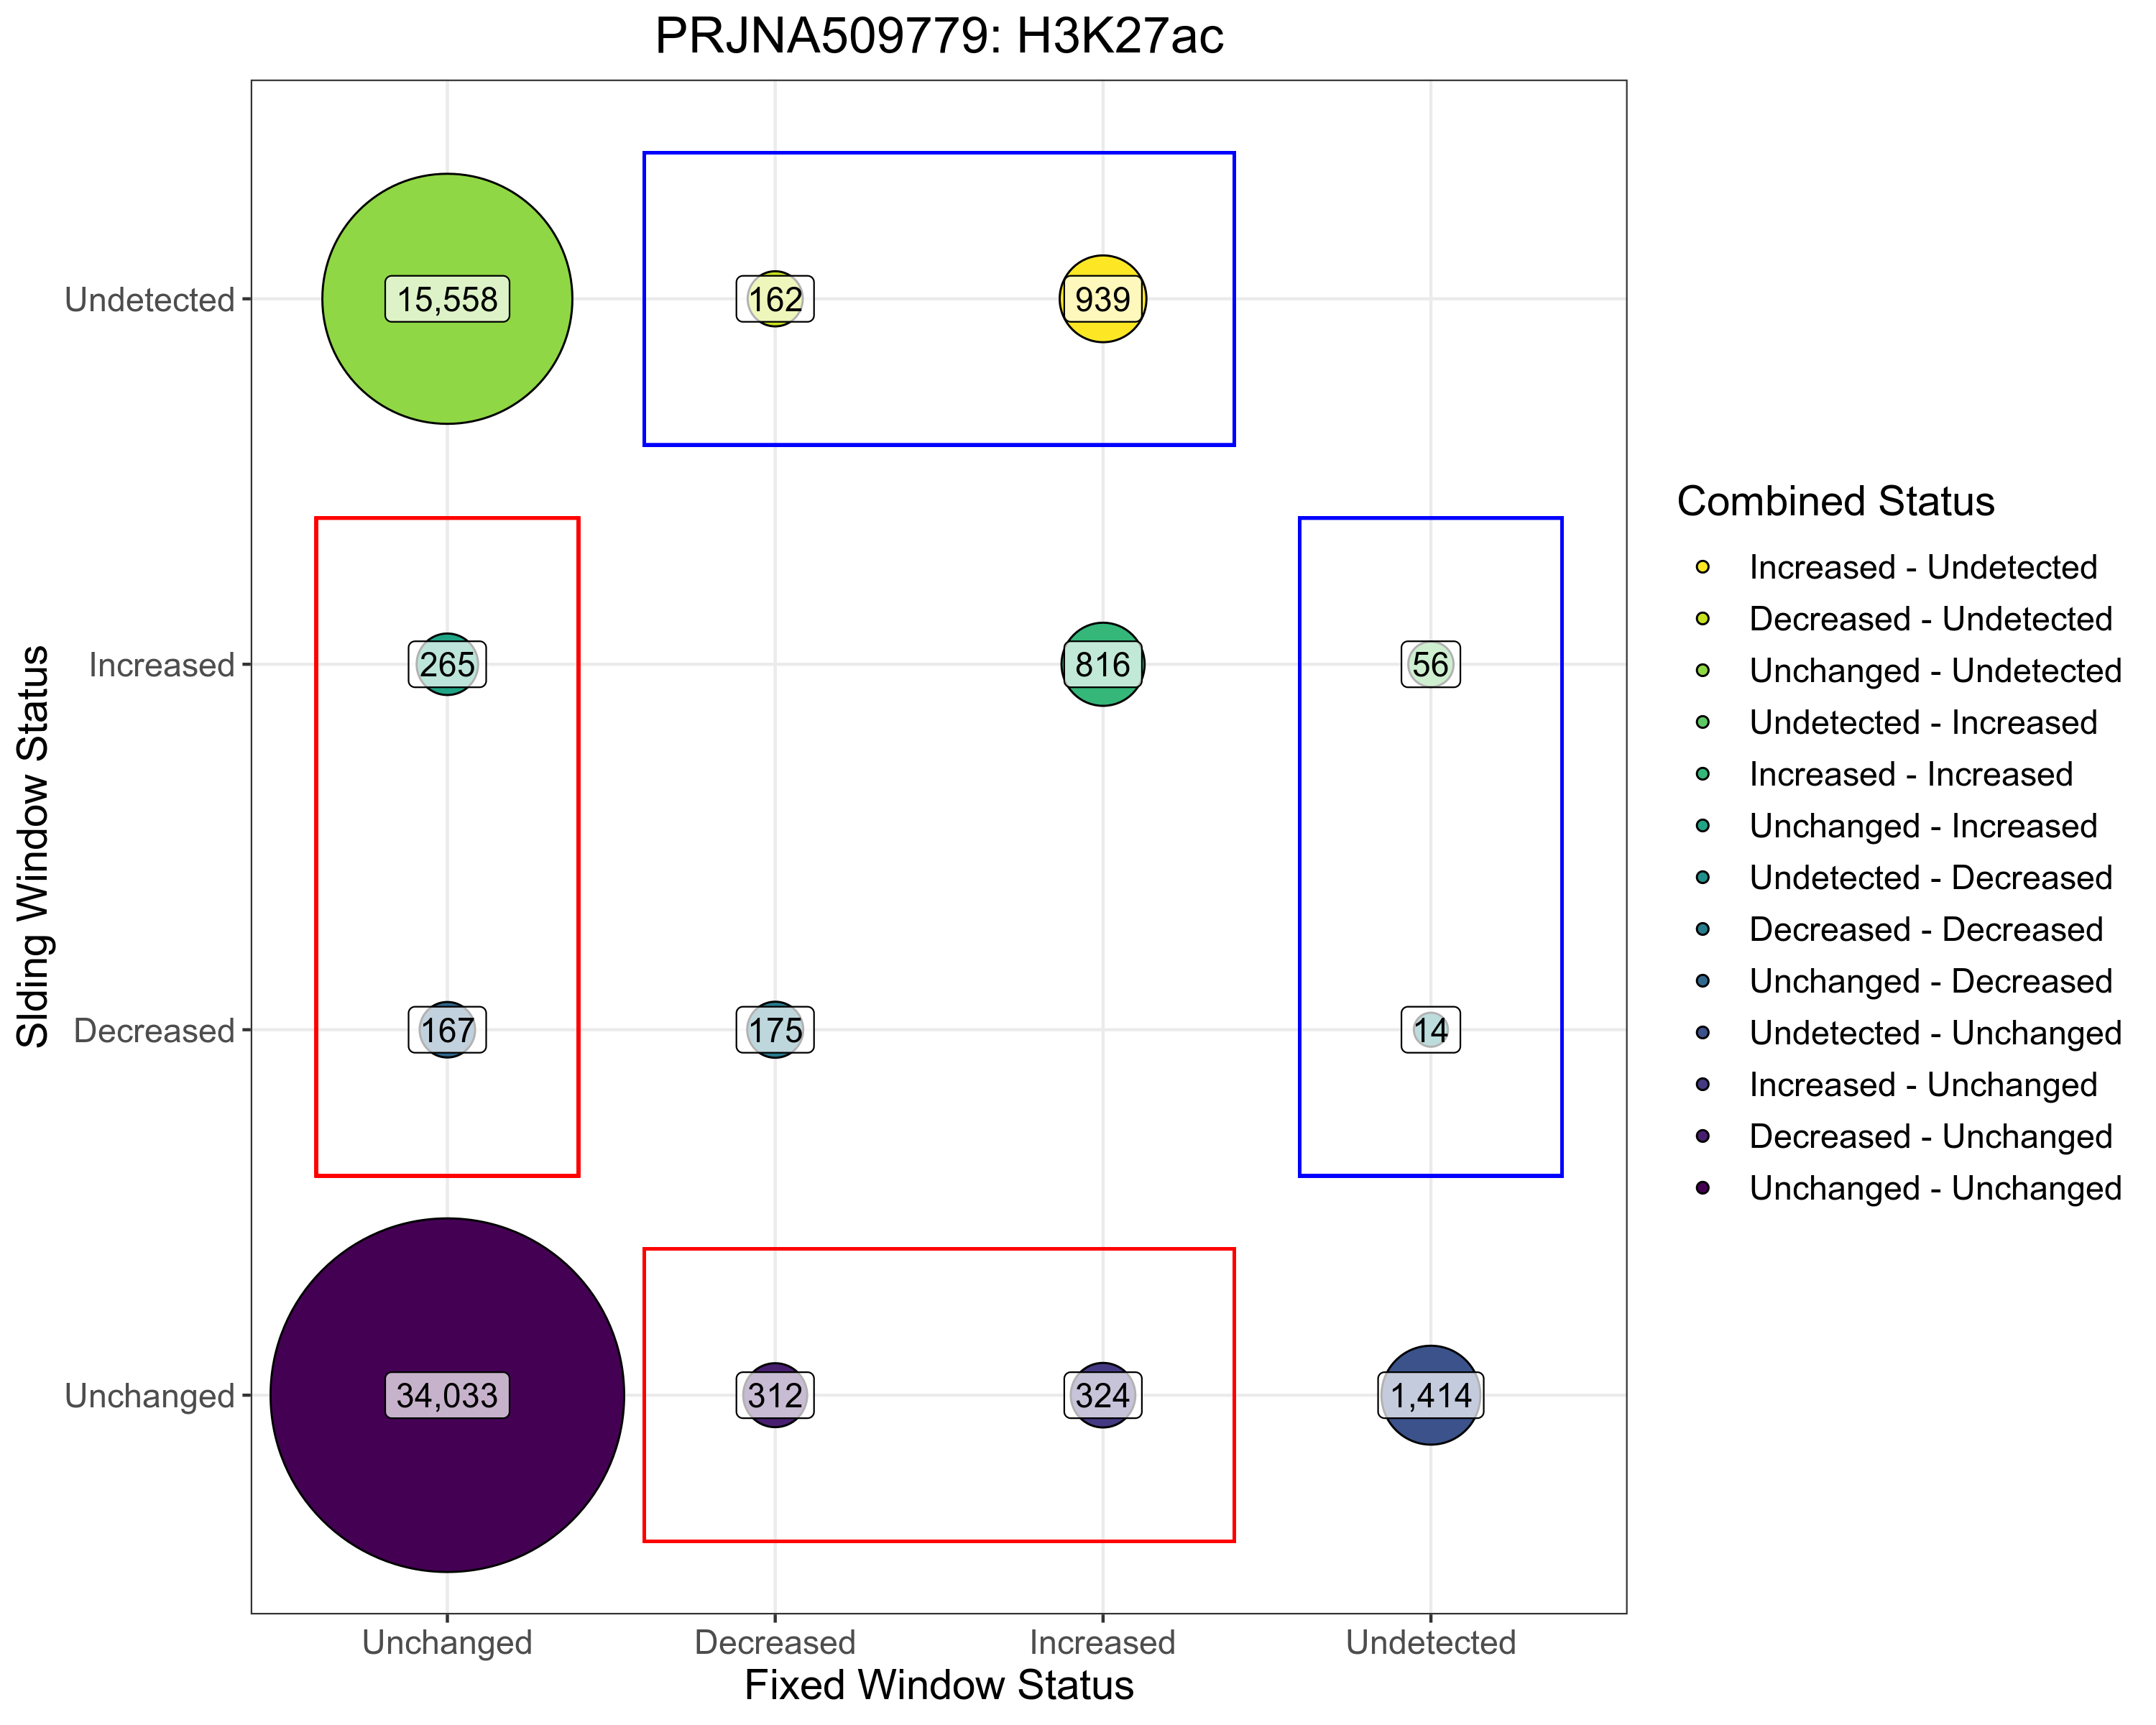 PRJNA509779: H3K27ac
Undetected
15,558
162
939
Increased
265
816
56
Decreased
167
175
14
Unchanged
34,033
312
324
1,414
Unchanged
Decreased
Increased
Undetected
Fixed Window Status
SIding Window Status
Combined Status
Increased - Undetected
Decreased - Undetected
Unchanged - Undetected
Undetected - Increased
Increased - Increased
Unchanged - Increased
Undetected - Decreased
Decreased - Decreased
Unchanged - Decreased
Undetected - Unchanged
Increased - Unchanged
Decreased - Unchanged
Unchanged - Unchanged